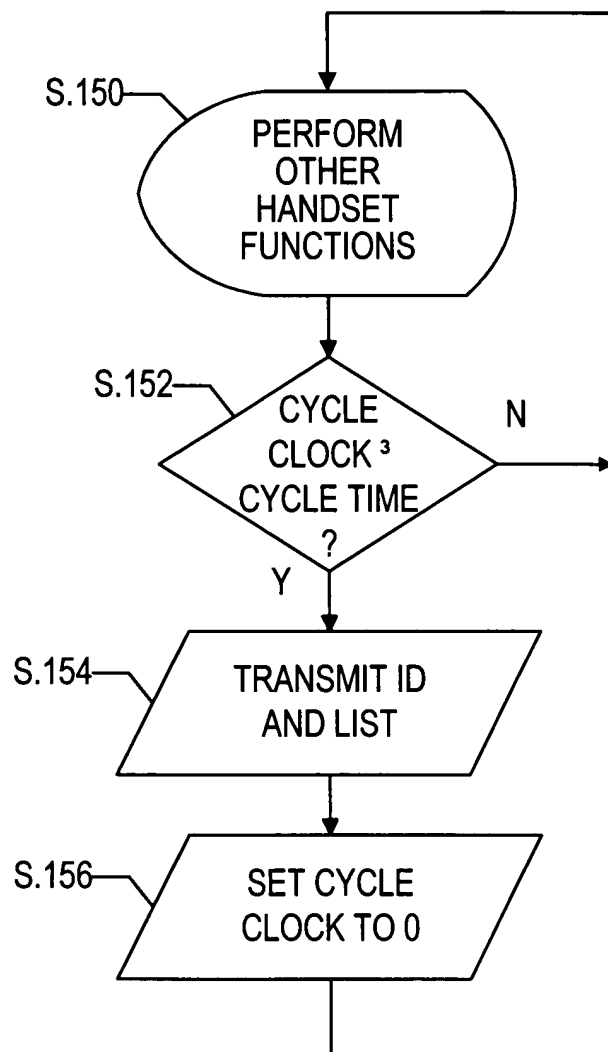 S.150
PERFORM
OTHER
HANDSET
FUNCTIONS
S.152
CYCLE
CLOCK ³
CYCLE TIME
?
N
Y
S.154
TRANSMIT ID
AND LIST
S.156
SET CYCLE
CLOCK TO 0